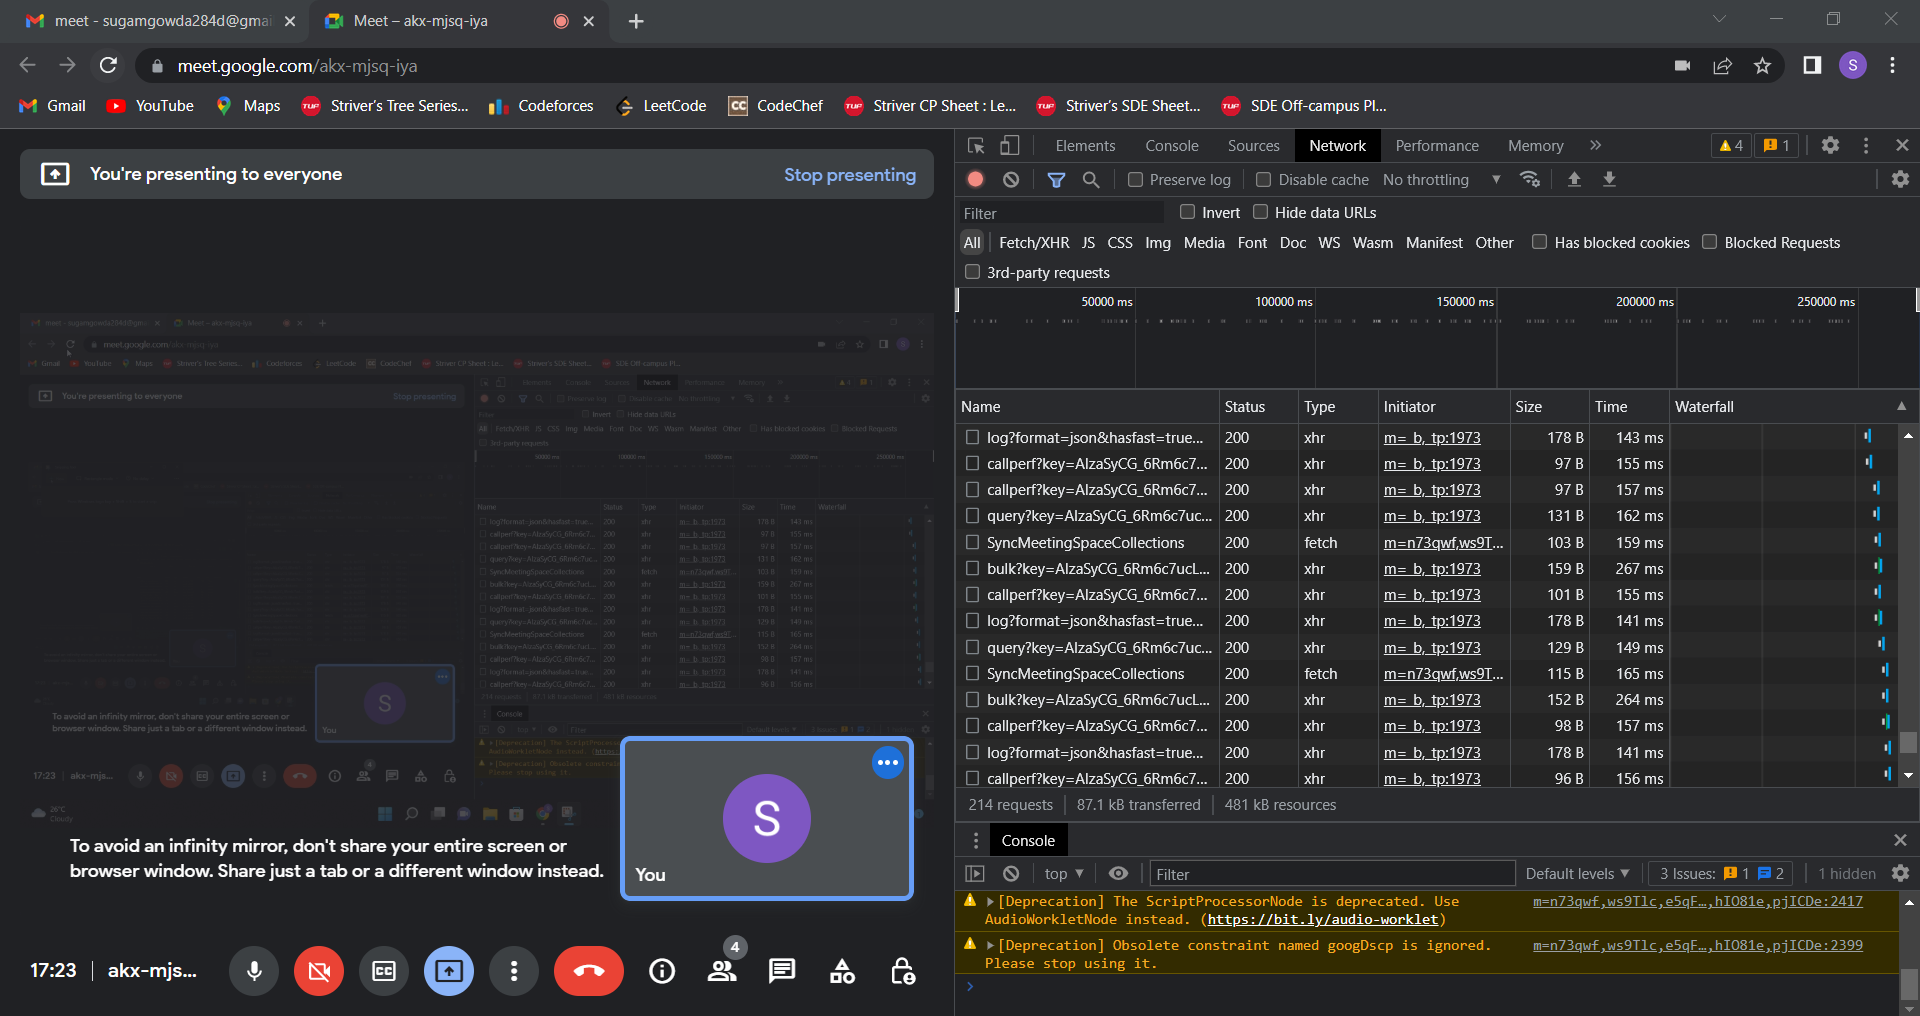 meet - sugamgowda284d@gmai
Meet – akx-mjsq-iya
meet.google.com/akx-mjsq-iya
S
Gmail
YouTube
Maps
TUF Striver's Tree Series...
Codeforces
LeetCode
CC CodeChef
TUF Striver CP Sheet : Le...
TUF Striver's SDE Sheet...
TUF SDE Off-campus Pl...
You're presenting to everyone
Stop presenting
To avoid an infinity mirror, don't share your entire screen or
browser window. Share just a tab or a different window instead.
S
You
17:23 | akx-mjs...
CC
4
Elements Console Sources Network Performance Memory » 4 1
Preserve log Disable cache No throttling
Filter Invert Hide data URLs
All Fetch/XHR JS CSS Img Media Font Doc WS Wasm Manifest Other Has blocked cookies Blocked Requests
3rd-party requests
50000 ms 100000 ms 150000 ms 200000 ms 250000 ms
Name Status Type Initiator Size Time Waterfall
log?format=json&hasfast=true... 200 xhr m=_b,_tp:1973 178 B 143 ms
callperf?key=AIzaSyCG_6Rm6c7... 200 xhr m=_b,_tp:1973 97 B 155 ms
callperf?key=AIzaSyCG_6Rm6c7... 200 xhr m=_b,_tp:1973 97 B 157 ms
query?key=AIzaSyCG_6Rm6c7uc... 200 xhr m=_b,_tp:1973 131 B 162 ms
SyncMeetingSpaceCollections 200 fetch m=n73qwf,ws9T... 103 B 159 ms
bulk?key=AIzaSyCG_6Rm6c7ucL... 200 xhr m=_b,_tp:1973 159 B 267 ms
callperf?key=AIzaSyCG_6Rm6c7... 200 xhr m=_b,_tp:1973 101 B 155 ms
log?format=json&hasfast=true... 200 xhr m=_b,_tp:1973 178 B 141 ms
query?key=AIzaSyCG_6Rm6c7uc... 200 xhr m=_b,_tp:1973 129 B 149 ms
SyncMeetingSpaceCollections 200 fetch m=n73qwf,ws9T... 115 B 165 ms
bulk?key=AIzaSyCG_6Rm6c7ucL... 200 xhr m=_b,_tp:1973 152 B 264 ms
callperf?key=AIzaSyCG_6Rm6c7... 200 xhr m=_b,_tp:1973 98 B 157 ms
log?format=json&hasfast=true... 200 xhr m=_b,_tp:1973 178 B 141 ms
callperf?key=AIzaSyCG_6Rm6c7... 200 xhr m=_b,_tp:1973 96 B 156 ms
214 requests 87.1 kB transferred 481 kB resources
Console
top Filter Default levels 3 Issues: 1 2 1 hidden
[Deprecation] The ScriptProcessorNode is deprecated. Use m=n73qwf,ws9Tlc,e5qF…,hIO81e,pjICDe:2417
AudioWorkletNode instead. (https://bit.ly/audio-worklet)
[Deprecation] Obsolete constraint named googDscp is ignored. m=n73qwf,ws9Tlc,e5qF…,hIO81e,pjICDe:2399
Please stop using it.